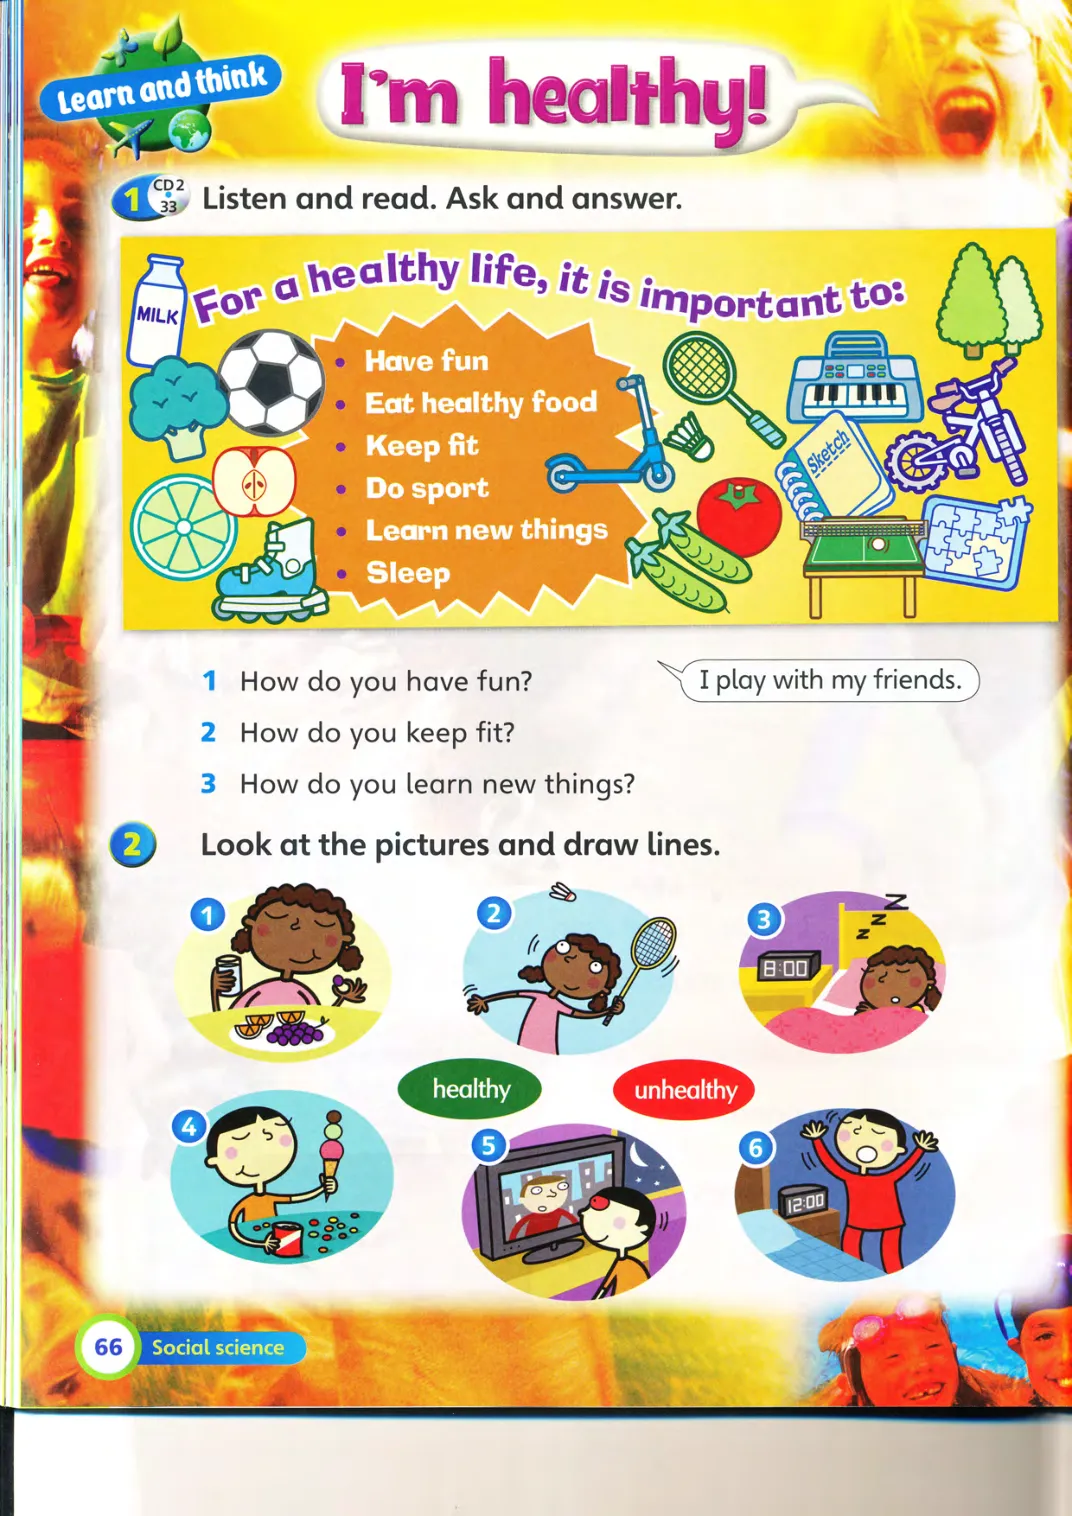 Learn and think
I'm healthy!
1 CD2 33 Listen and read. Ask and answer.
For a healthy life, it is important to:
MILK
• Have fun
• Eat healthy food
• Keep fit
• Do sport
• Learn new things
• Sleep
Sketch
1 How do you have fun?
I play with my friends.
2 How do you keep fit?
3 How do you learn new things?
2 Look at the pictures and draw lines.
1
2
3
8:00
z z Z
healthy
unhealthy
4
5
6
12:00
66 Social science